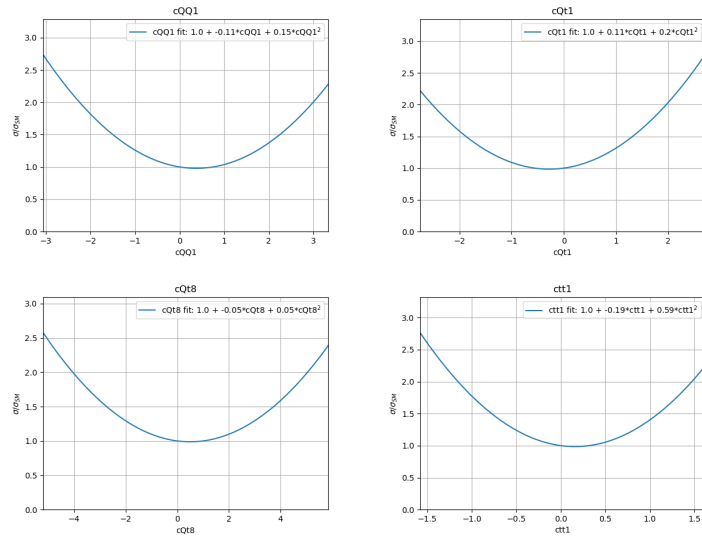 cQQ1
cQQ1 fit: 1.0 + -0.11*cQQ1 + 0.15*cQQ1²
3.0
2.5
2.0
1.5
1.0
0.5
0.0
σ/σSM
−3 −2 −1 0 1 2 3
cQQ1
cQt1
cQt1 fit: 1.0 + 0.11*cQt1 + 0.2*cQt1²
3.0
2.5
2.0
1.5
1.0
0.5
0.0
σ/σSM
−2 −1 0 1 2
cQt1
cQt8
cQt8 fit: 1.0 + -0.05*cQt8 + 0.05*cQt8²
3.0
2.5
2.0
1.5
1.0
0.5
0.0
σ/σSM
−4 −2 0 2 4
cQt8
ctt1
ctt1 fit: 1.0 + -0.19*ctt1 + 0.59*ctt1²
3.0
2.5
2.0
1.5
1.0
0.5
0.0
σ/σSM
−1.5 −1.0 −0.5 0.0 0.5 1.0 1.5
ctt1